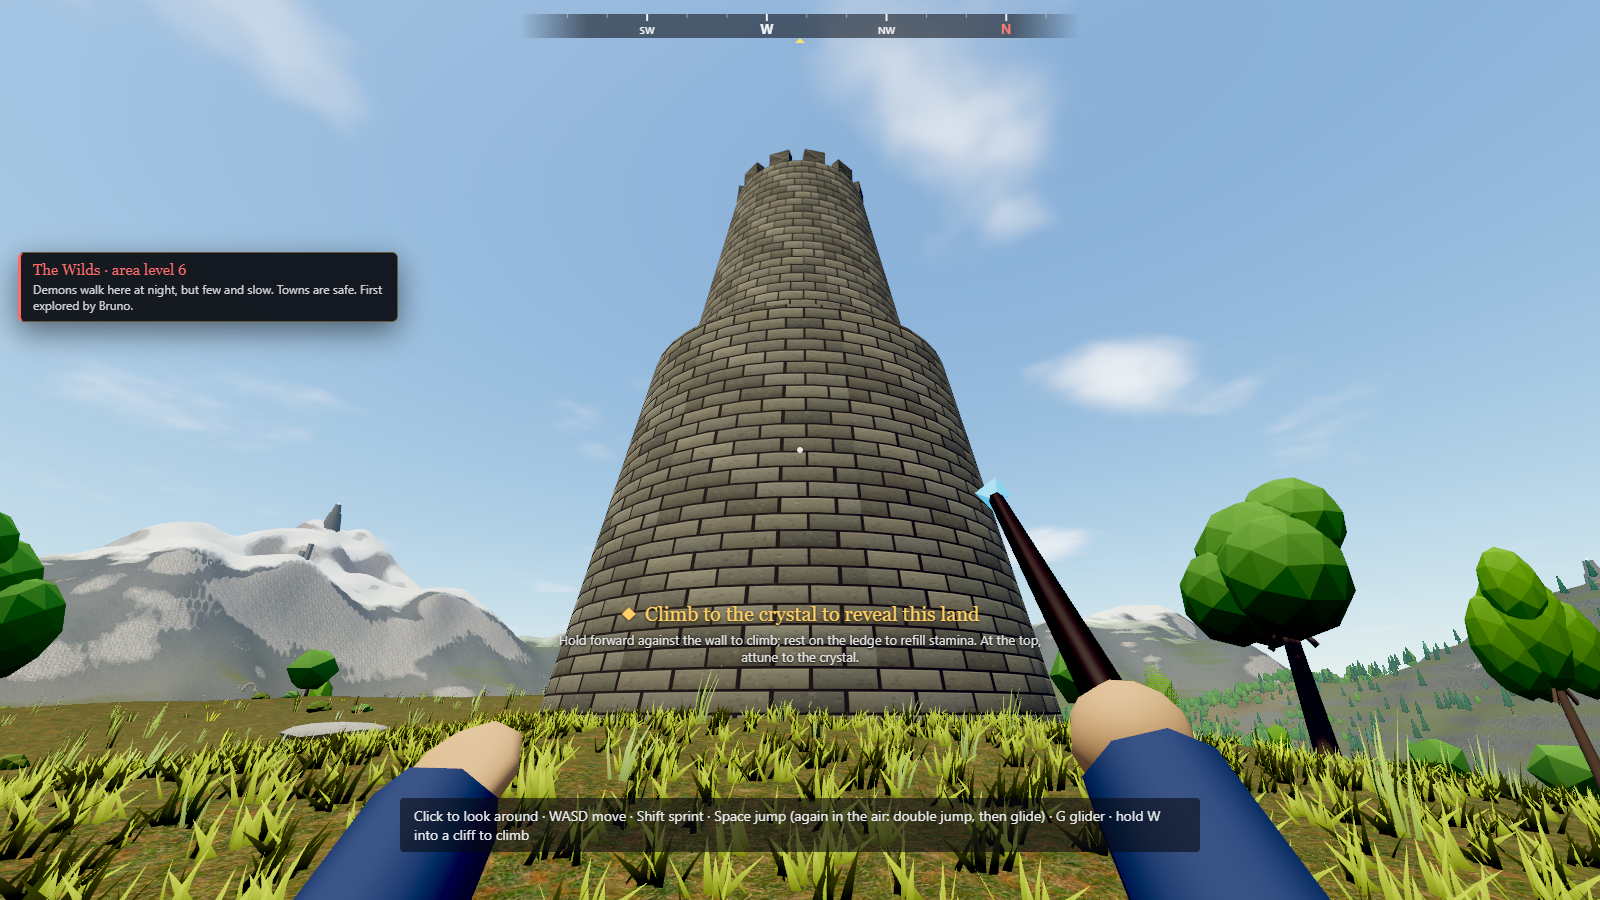 SW W NW N
The Wilds · area level 6
Demons walk here at night, but few and slow. Towns are safe. First
explored by Bruno.
◆ Climb to the crystal to reveal this land
Hold forward against the wall to climb; rest on the ledge to refill stamina. At the top,
attune to the crystal.
Click to look around · WASD move · Shift sprint · Space jump (again in the air: double jump, then glide) · G glider · hold W
into a cliff to climb